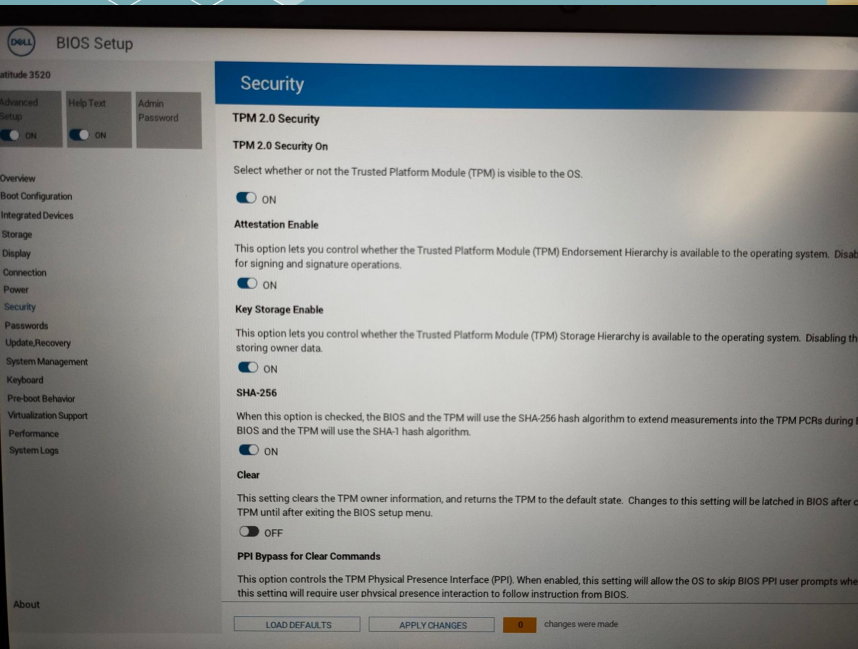 DELL
BIOS Setup
atitude 3520
Advanced
Setup
ON
Help Text
ON
Admin
Password
Overview
Boot Configuration
Integrated Devices
Storage
Display
Connection
Power
Security
Passwords
Update,Recovery
System Management
Keyboard
Pre-boot Behavior
Virtualization Support
Performance
System Logs
About
Security
TPM 2.0 Security
TPM 2.0 Security On
Select whether or not the Trusted Platform Module (TPM) is visible to the OS.
ON
Attestation Enable
This option lets you control whether the Trusted Platform Module (TPM) Endorsement Hierarchy is available to the operating system. Disab
for signing and signature operations.
ON
Key Storage Enable
This option lets you control whether the Trusted Platform Module (TPM) Storage Hierarchy is available to the operating system. Disabling th
storing owner data.
ON
SHA-256
When this option is checked, the BIOS and the TPM will use the SHA-256 hash algorithm to extend measurements into the TPM PCRs during
BIOS and the TPM will use the SHA-1 hash algorithm.
ON
Clear
This setting clears the TPM owner information, and returns the TPM to the default state. Changes to this setting will be latched in BIOS after
TPM until after exiting the BIOS setup menu.
OFF
PPI Bypass for Clear Commands
This option controls the TPM Physical Presence Interface (PPI). When enabled, this setting will allow the OS to skip BIOS PPI user prompts whe
this setting will require user physical presence interaction to follow instruction from BIOS.
LOAD DEFAULTS
APPLY CHANGES
0
changes were made